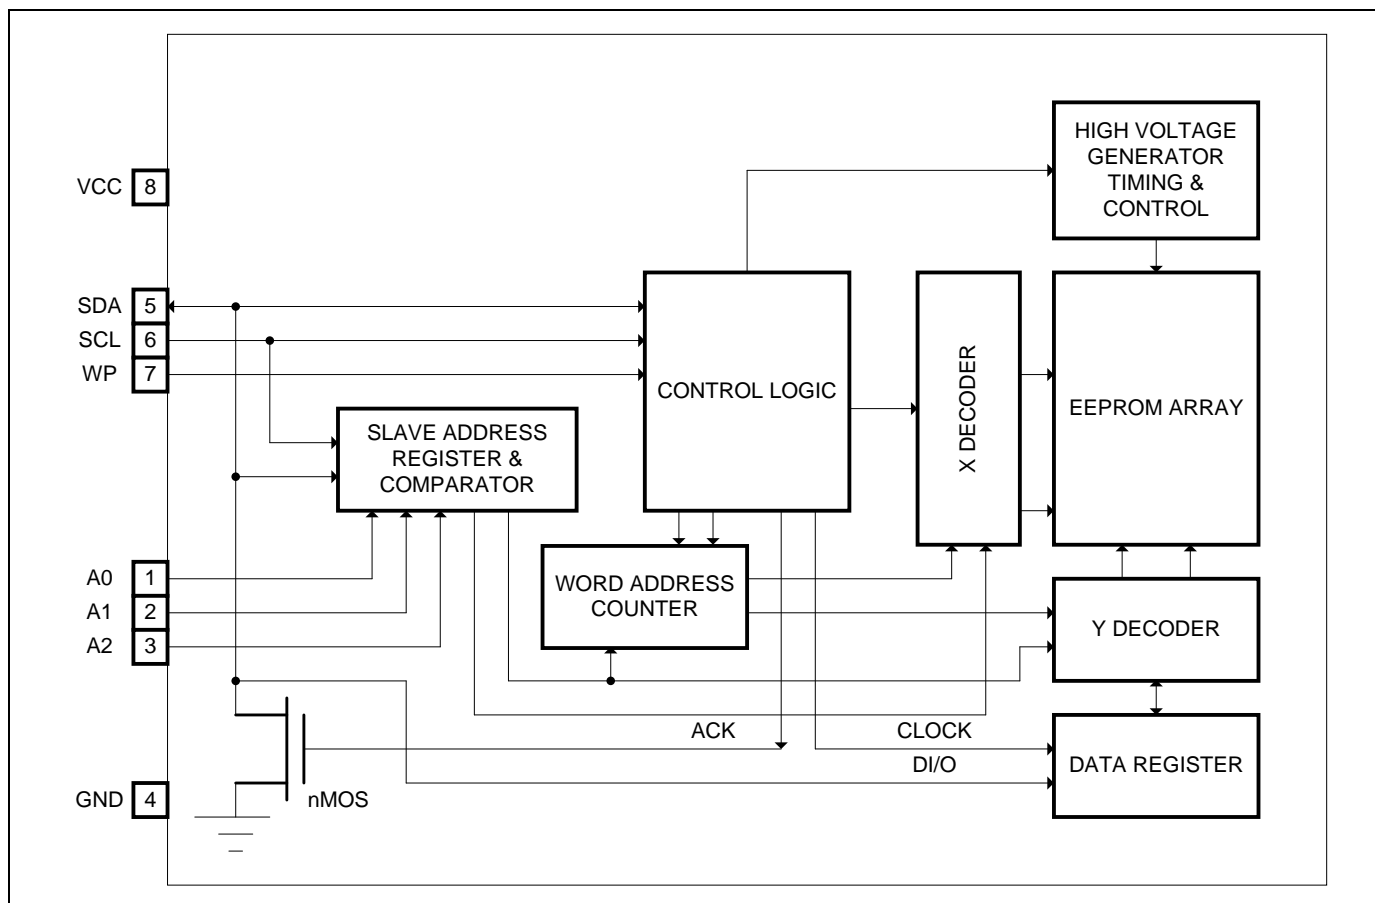 HIGH VOLTAGE
GENERATOR
TIMING &
CONTROL
VCC 8
SDA 5
SCL 6
WP 7
CONTROL LOGIC
X DECODER
EEPROM ARRAY
SLAVE ADDRESS
REGISTER &
COMPARATOR
A0 1
A1 2
A2 3
WORD ADDRESS
COUNTER
Y DECODER
ACK
CLOCK
DI/O
DATA REGISTER
GND 4
nMOS